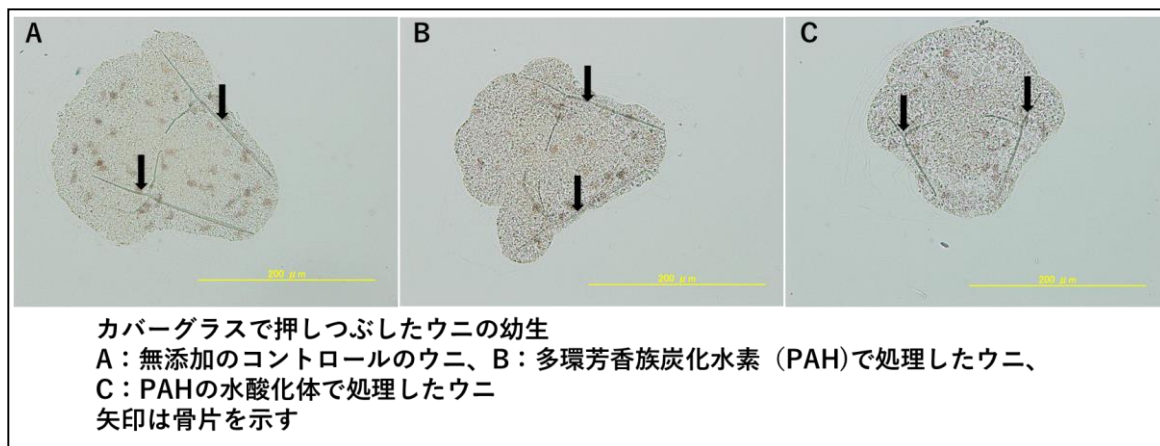 A
B
C
200 μm
200 μm
200 μm
カバーグラスで押しつぶしたウニの幼生
A：無添加のコントロールのウニ、B：多環芳香族炭化水素（PAH)で処理したウニ、
C：PAHの水酸化体で処理したウニ
矢印は骨片を示す